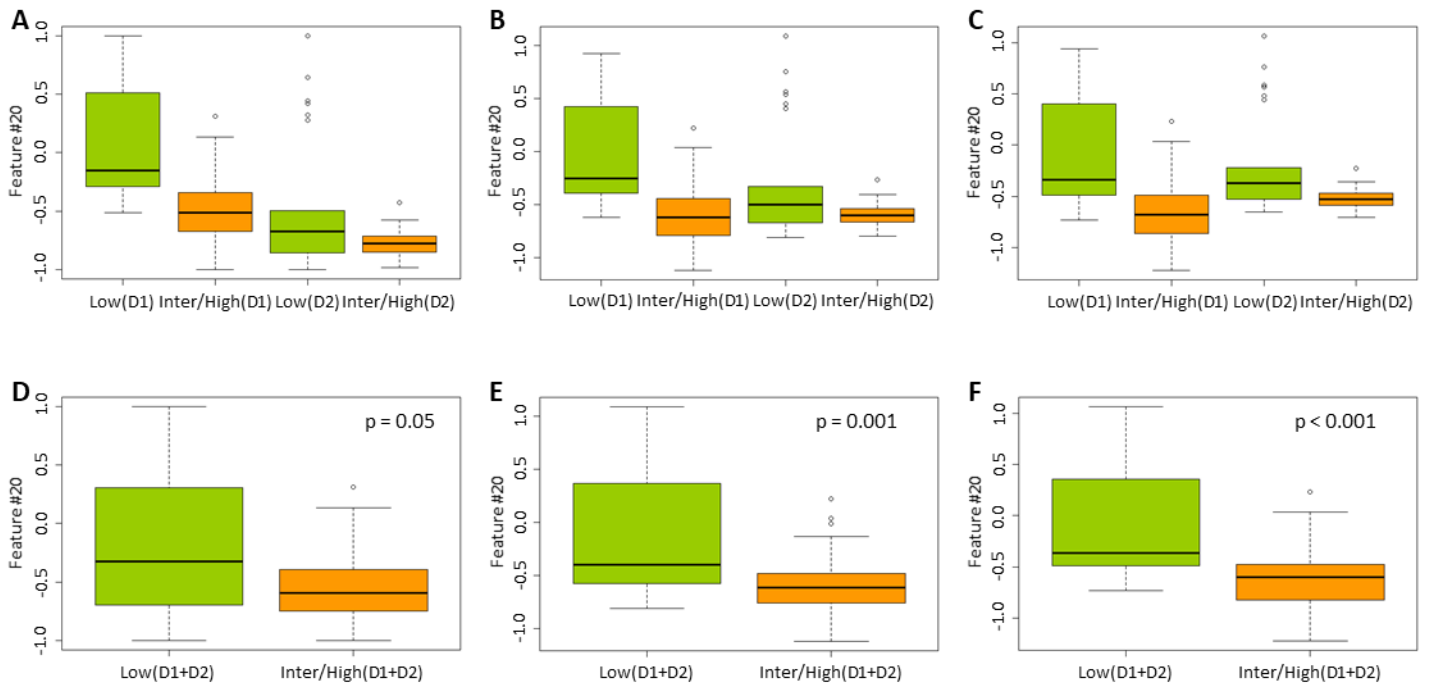 A
Feature #20
1.0
0.5
0.0
−0.5
−1.0
Low(D1) Inter/High(D1) Low(D2) Inter/High(D2)
B
Feature #20
1.0
0.5
0.0
−0.5
−1.0
Low(D1) Inter/High(D1) Low(D2) Inter/High(D2)
C
Feature #20
1.0
0.5
0.0
−0.5
−1.0
Low(D1) Inter/High(D1) Low(D2) Inter/High(D2)
D
Feature #20
1.0
0.5
0.0
−0.5
−1.0
p = 0.05
Low(D1+D2) Inter/High(D1+D2)
E
Feature #20
1.0
0.5
0.0
−0.5
−1.0
p = 0.001
Low(D1+D2) Inter/High(D1+D2)
F
Feature #20
1.0
0.5
0.0
−0.5
−1.0
p < 0.001
Low(D1+D2) Inter/High(D1+D2)